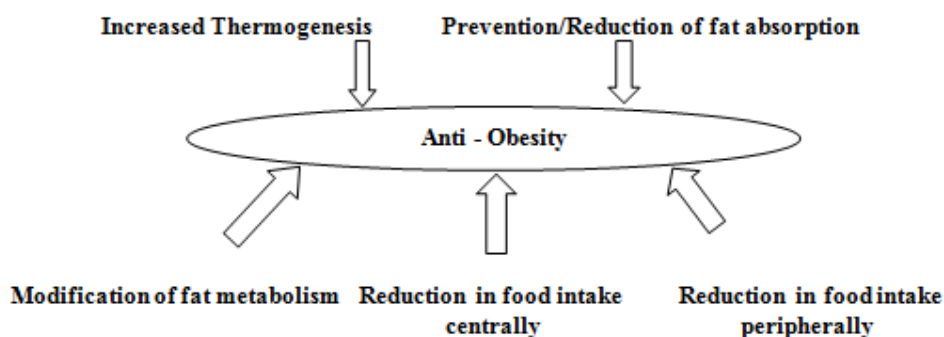 Increased Thermogenesis
Prevention/Reduction of fat absorption
Anti - Obesity
Modification of fat metabolism
Reduction in food intake
centrally
Reduction in food intake
peripherally